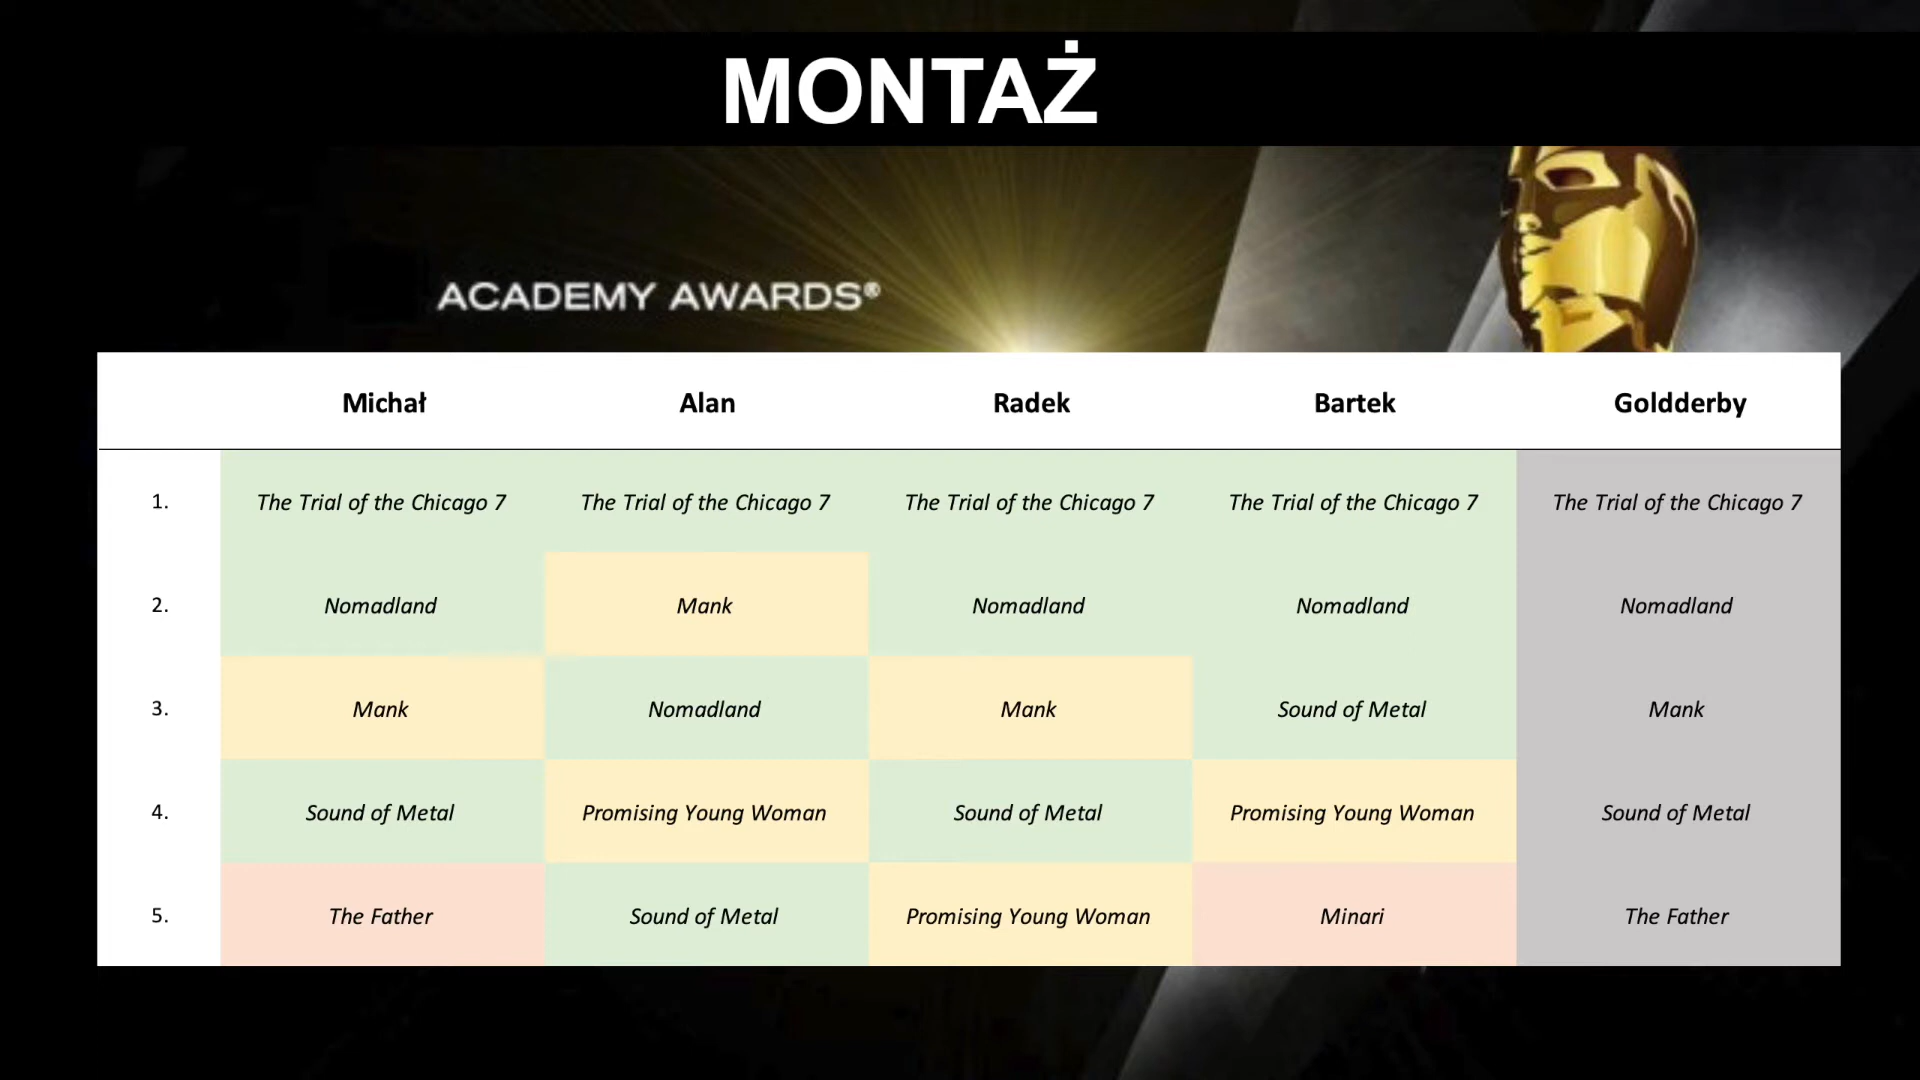 MONTAŻ
ACADEMY AWARDS®
Michał Alan Radek Bartek Goldderby
1. The Trial of the Chicago 7 The Trial of the Chicago 7 The Trial of the Chicago 7 The Trial of the Chicago 7 The Trial of the Chicago 7
2. Nomadland Mank Nomadland Nomadland Nomadland
3. Mank Nomadland Mank Sound of Metal Mank
4. Sound of Metal Promising Young Woman Sound of Metal Promising Young Woman Sound of Metal
5. The Father Sound of Metal Promising Young Woman Minari The Father